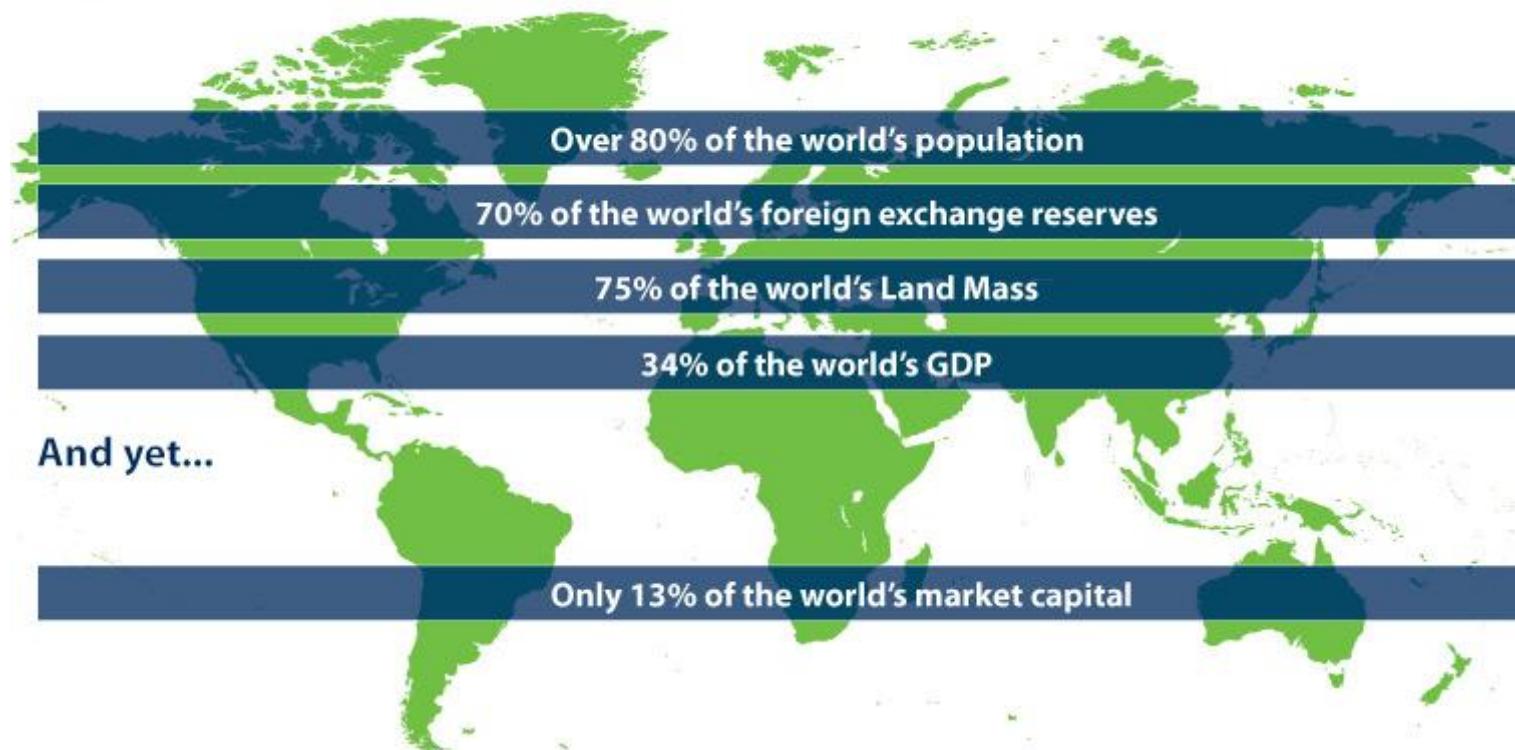 Over 80% of the world's population
70% of the world's foreign exchange reserves
75% of the world's Land Mass
34% of the world's GDP
And yet...
Only 13% of the world's market capital